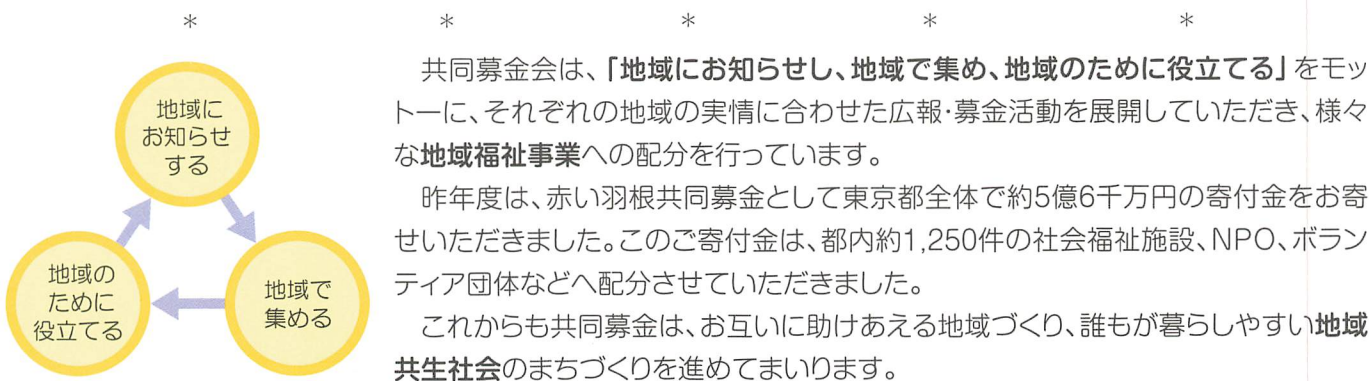 * * * * *
地域に
お知らせ
する
地域の
ために
役立てる
地域で
集める
共同募金会は、「地域にお知らせし、地域で集め、地域のために役立てる」をモッ
トーに、それぞれの地域の実情に合わせた広報・募金活動を展開していただき、様々
な地域福祉事業への配分を行っています。
昨年度は、赤い羽根共同募金として東京都全体で約5億6千万円の寄付金をお寄
せいただきました。このご寄付金は、都内約1,250件の社会福祉施設、NPO、ボラン
ティア団体などへ配分させていただきました。
これからも共同募金は、お互いに助けあえる地域づくり、誰もが暮らしやすい地域
共生社会のまちづくりを進めてまいります。